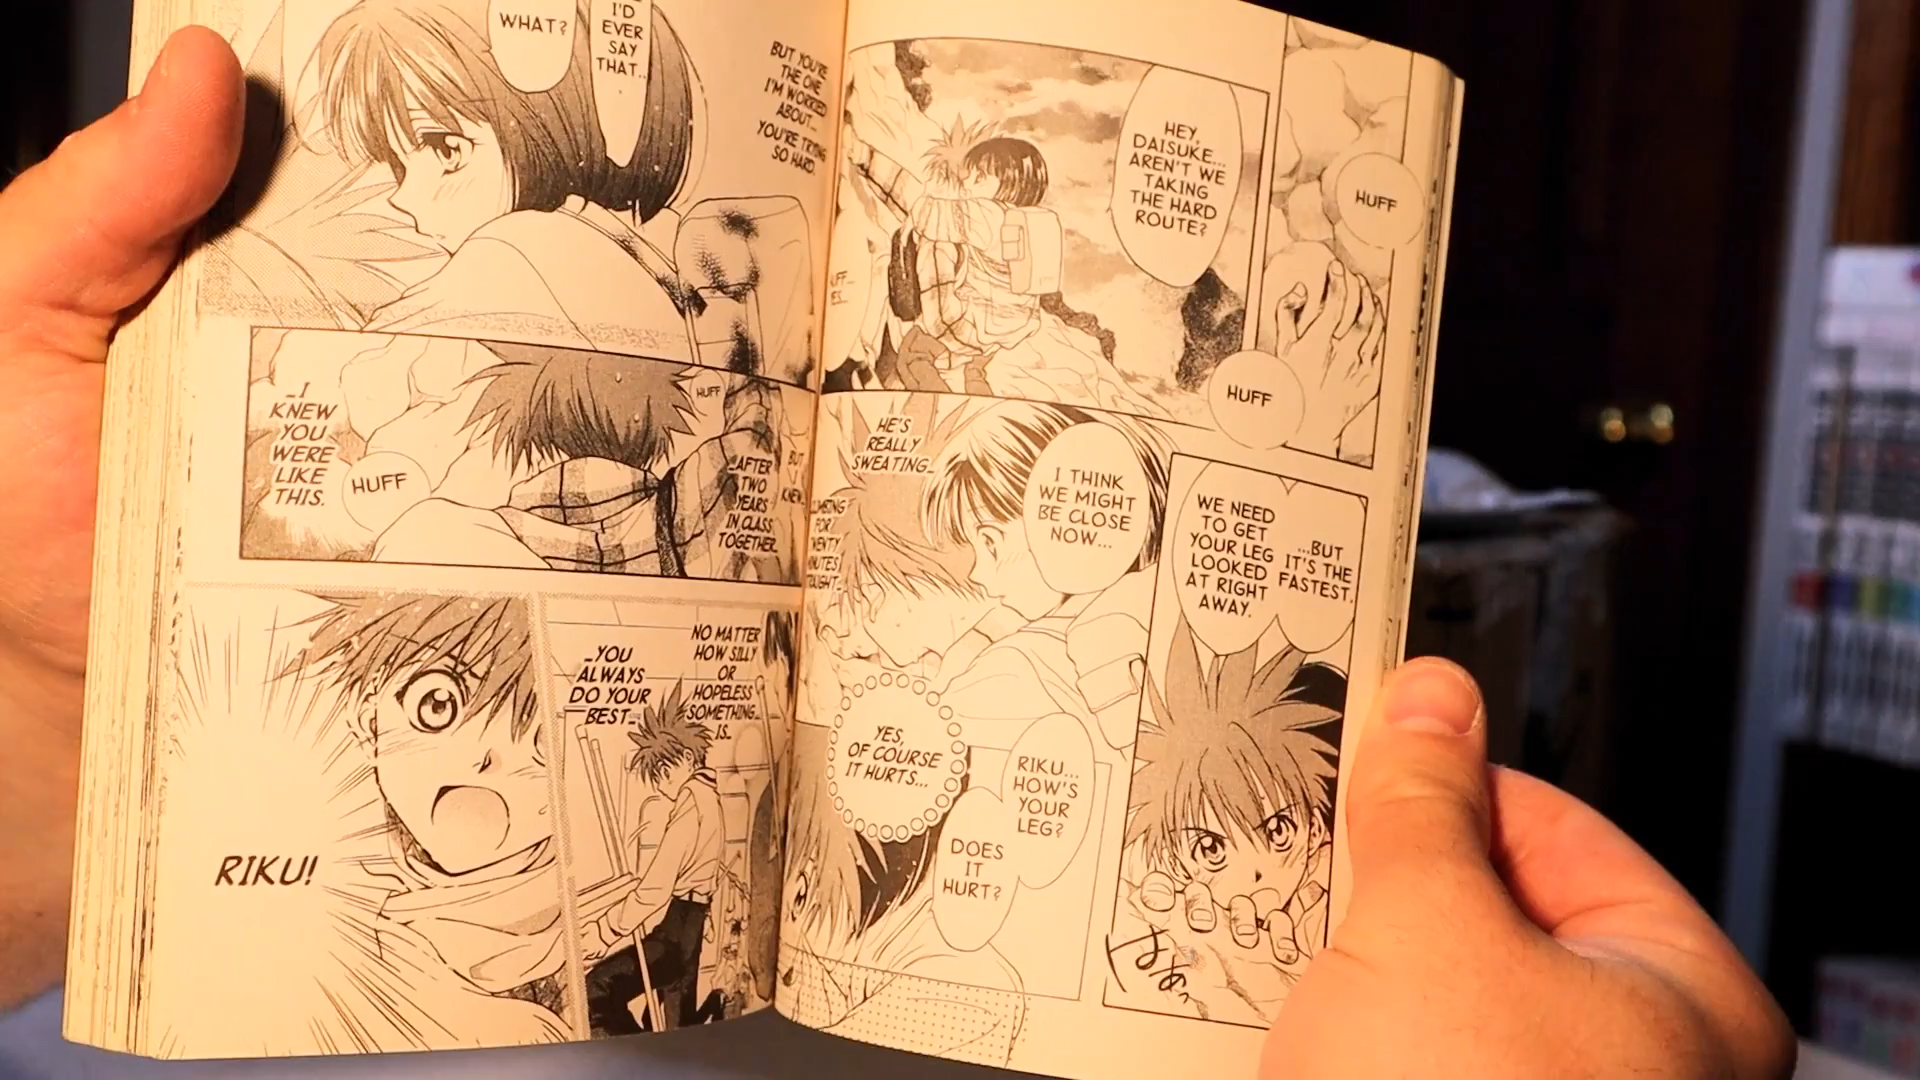 HUFF
HUFF
HEY,
DAISUKE...
AREN'T WE
TAKING
THE HARD
ROUTE?
...BUT
IT'S THE
FASTEST.
WE NEED
TO GET
YOUR LEG
LOOKED
AT RIGHT
AWAY.
I THINK
WE MIGHT
BE CLOSE
NOW...
HE'S
REALLY
SWEATING...
FOR
RIKU...
HOW'S
YOUR
LEG?
DOES
IT
HURT?
YES,
OF COURSE
IT HURTS...
I'D
EVER
SAY
THAT...
WHAT?
BUT YOU'RE
THE ONE
I'M WORRIED
ABOUT...
YOU'RE TRYING
SO HARD.
BUT
I
KNEW...
HUFF
...AFTER
TWO
YEARS
IN CLASS
TOGETHER...
HUFF
...I
KNEW
YOU
WERE
LIKE
THIS.
NO MATTER
HOW SILLY
OR
HOPELESS
SOMETHING
IS...
...YOU
ALWAYS
DO YOUR
BEST...
RIKU!